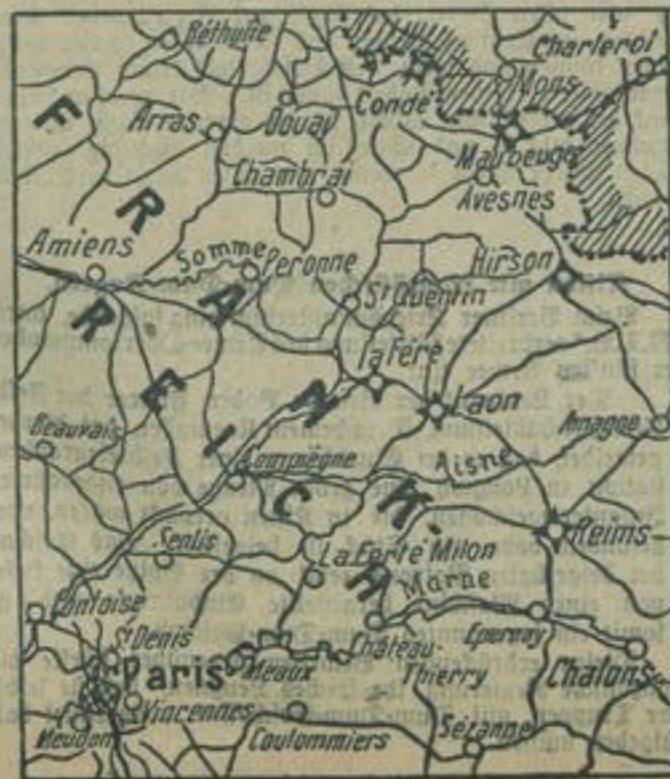 Béthune
Charleroi
Mons
Condé
Arras
Douay
Maubeuge
Chambrai
Avesnes
Amiens
Somme
Peronne
Hirson
St Quentin
la Fère
Laon
Beauvais
Amagne
Aisne
Compiègne
FRANKREICH
Reims
Senlis
La Ferté Milon
Marne
Pontoise
St Denis
Château-
Thierry
Epernay
Paris
Meaux
Chalons
Vincennes
Meudon
Coulommiers
Sézanne